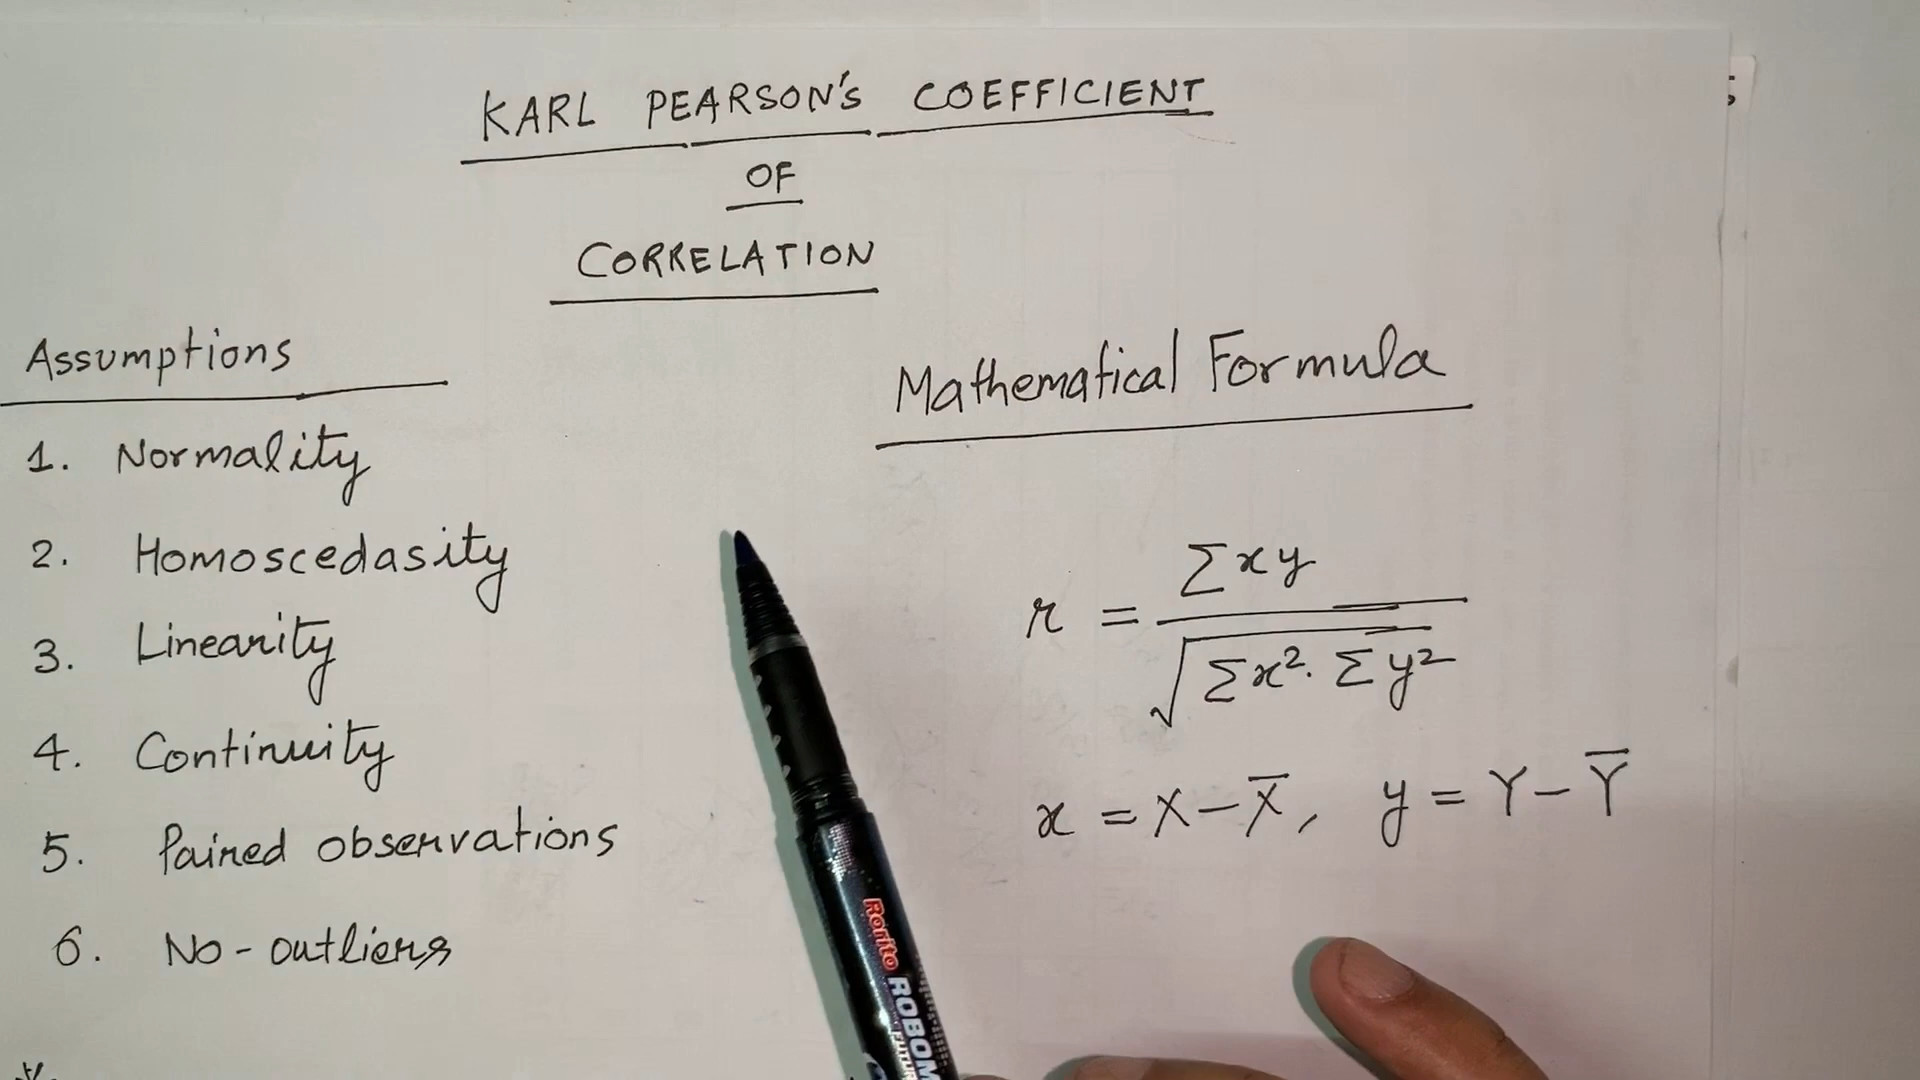 KARL PEARSON'S COEFFICIENT
OF
CORRELATION
Assumptions
1. Normality
2. Homoscedasity
3. Linearity
4. Continuity
5. Paired observations
6. No-outliers
Mathematical Formula
r = Σxy / √Σx². Σy²
x = X – X̅, y = Y – Y̅
Rorito ROBOM